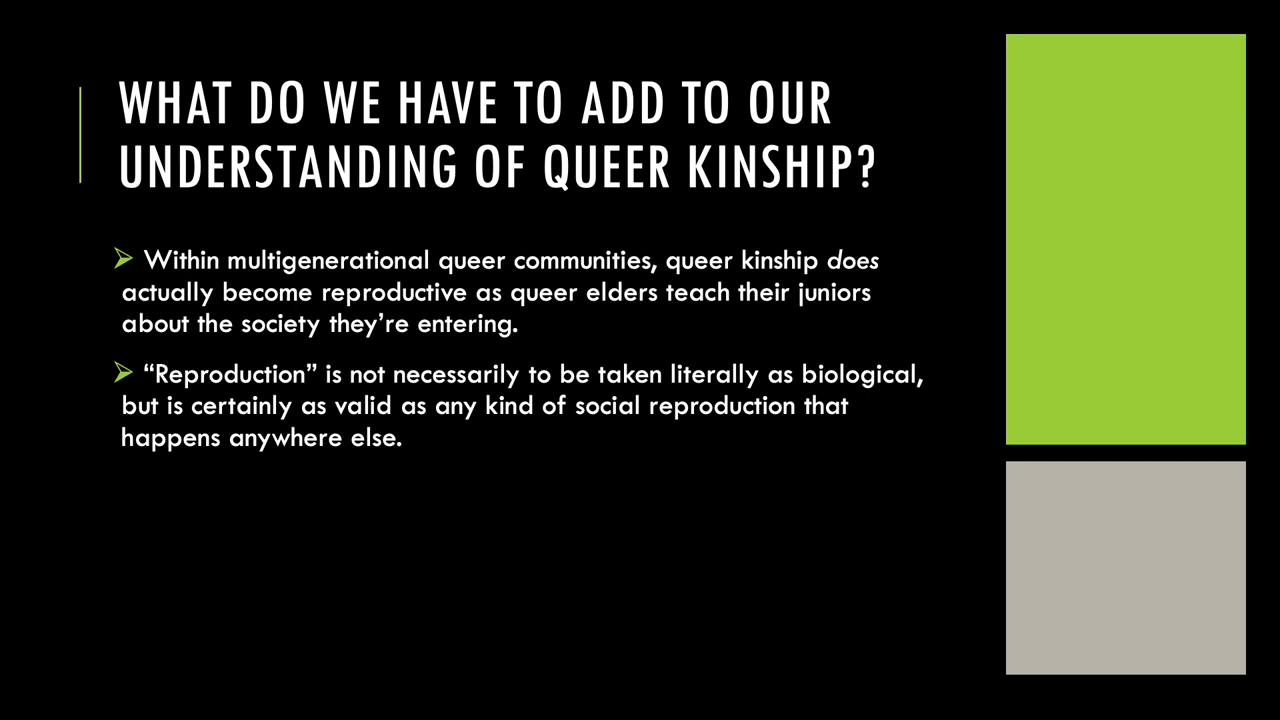 WHAT DO WE HAVE TO ADD TO OUR
UNDERSTANDING OF QUEER KINSHIP?
➢ Within multigenerational queer communities, queer kinship does
actually become reproductive as queer elders teach their juniors
about the society they’re entering.
➢ “Reproduction” is not necessarily to be taken literally as biological,
but is certainly as valid as any kind of social reproduction that
happens anywhere else.